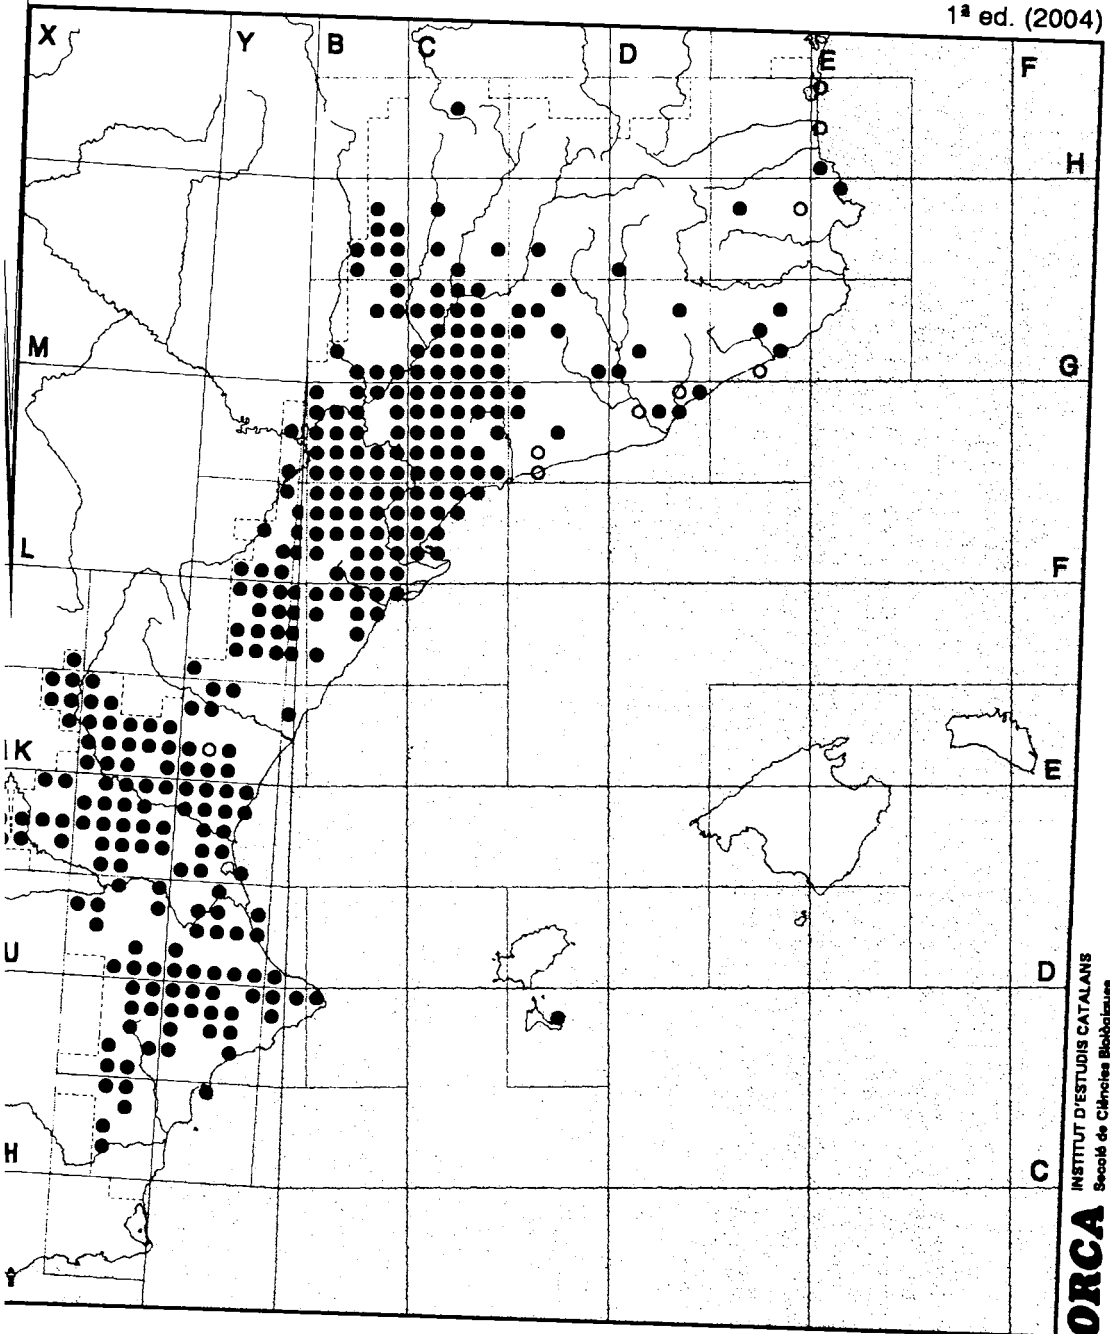 1ª ed. (2004)
X
Y
B
C
D
E
F
H
M
G
L
F
K
E
U
D
H
C
ORCA
INSTITUT D'ESTUDIS CATALANS
Secció de Ciències Biològiques